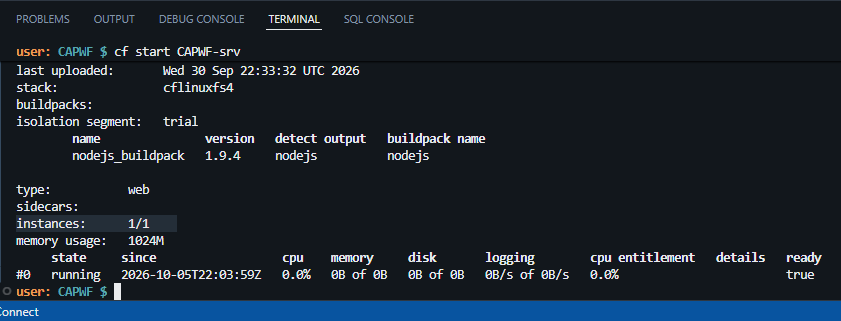 PROBLEMS OUTPUT DEBUG CONSOLE TERMINAL SQL CONSOLE
user: CAPWF $ cf start CAPWF-srv
last uploaded: Wed 30 Sep 22:33:32 UTC 2026
stack: cflinuxfs4
buildpacks:
isolation segment: trial
name version detect output buildpack name
nodejs_buildpack 1.9.4 nodejs nodejs
type: web
sidecars:
instances: 1/1
memory usage: 1024M
state since cpu memory disk logging cpu entitlement details ready
#0 running 2026-10-05T22:03:59Z 0.0% 0B of 0B 0B of 0B 0B/s of 0B/s 0.0% true
user: CAPWF $
Connect